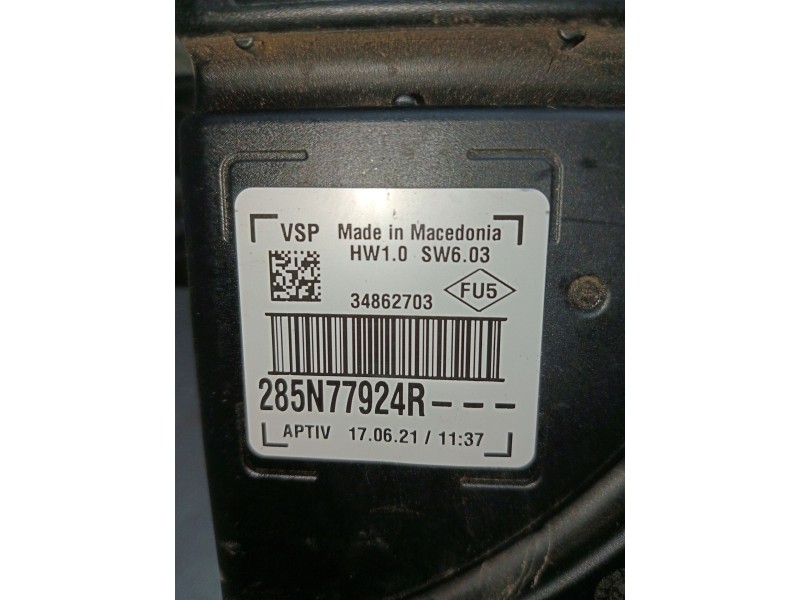 VSP Made in Macedonia
HW1.0 SW6.03
34862703 FU5
285N77924R---
APTIV 17.06.21 / 11:37